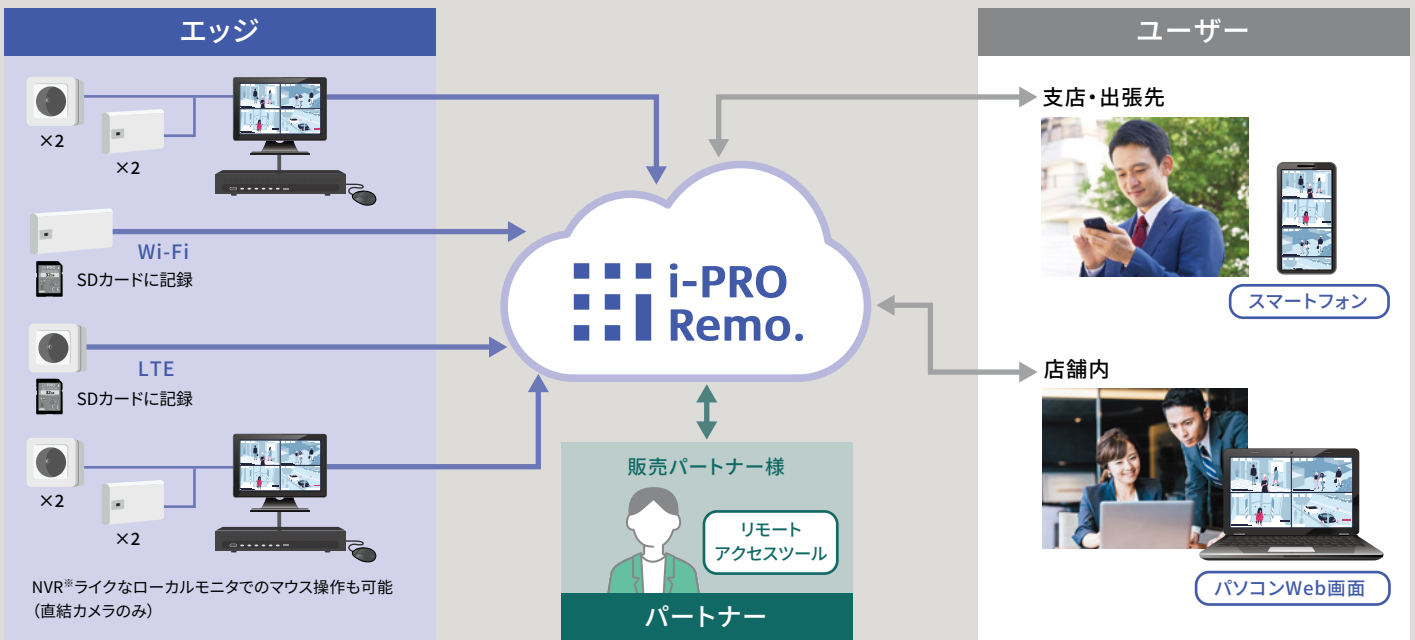 エッジ
×2
×2
Wi-Fi
SDカードに記録
LTE
SDカードに記録
×2
×2
NVR※ライクなローカルモニタでのマウス操作も可能
（直結カメラのみ）
i-PRO
Remo.
販売パートナー様
リモート
アクセスツール
パートナー
ユーザー
支店・出張先
スマートフォン
店舗内
パソコンWeb画面